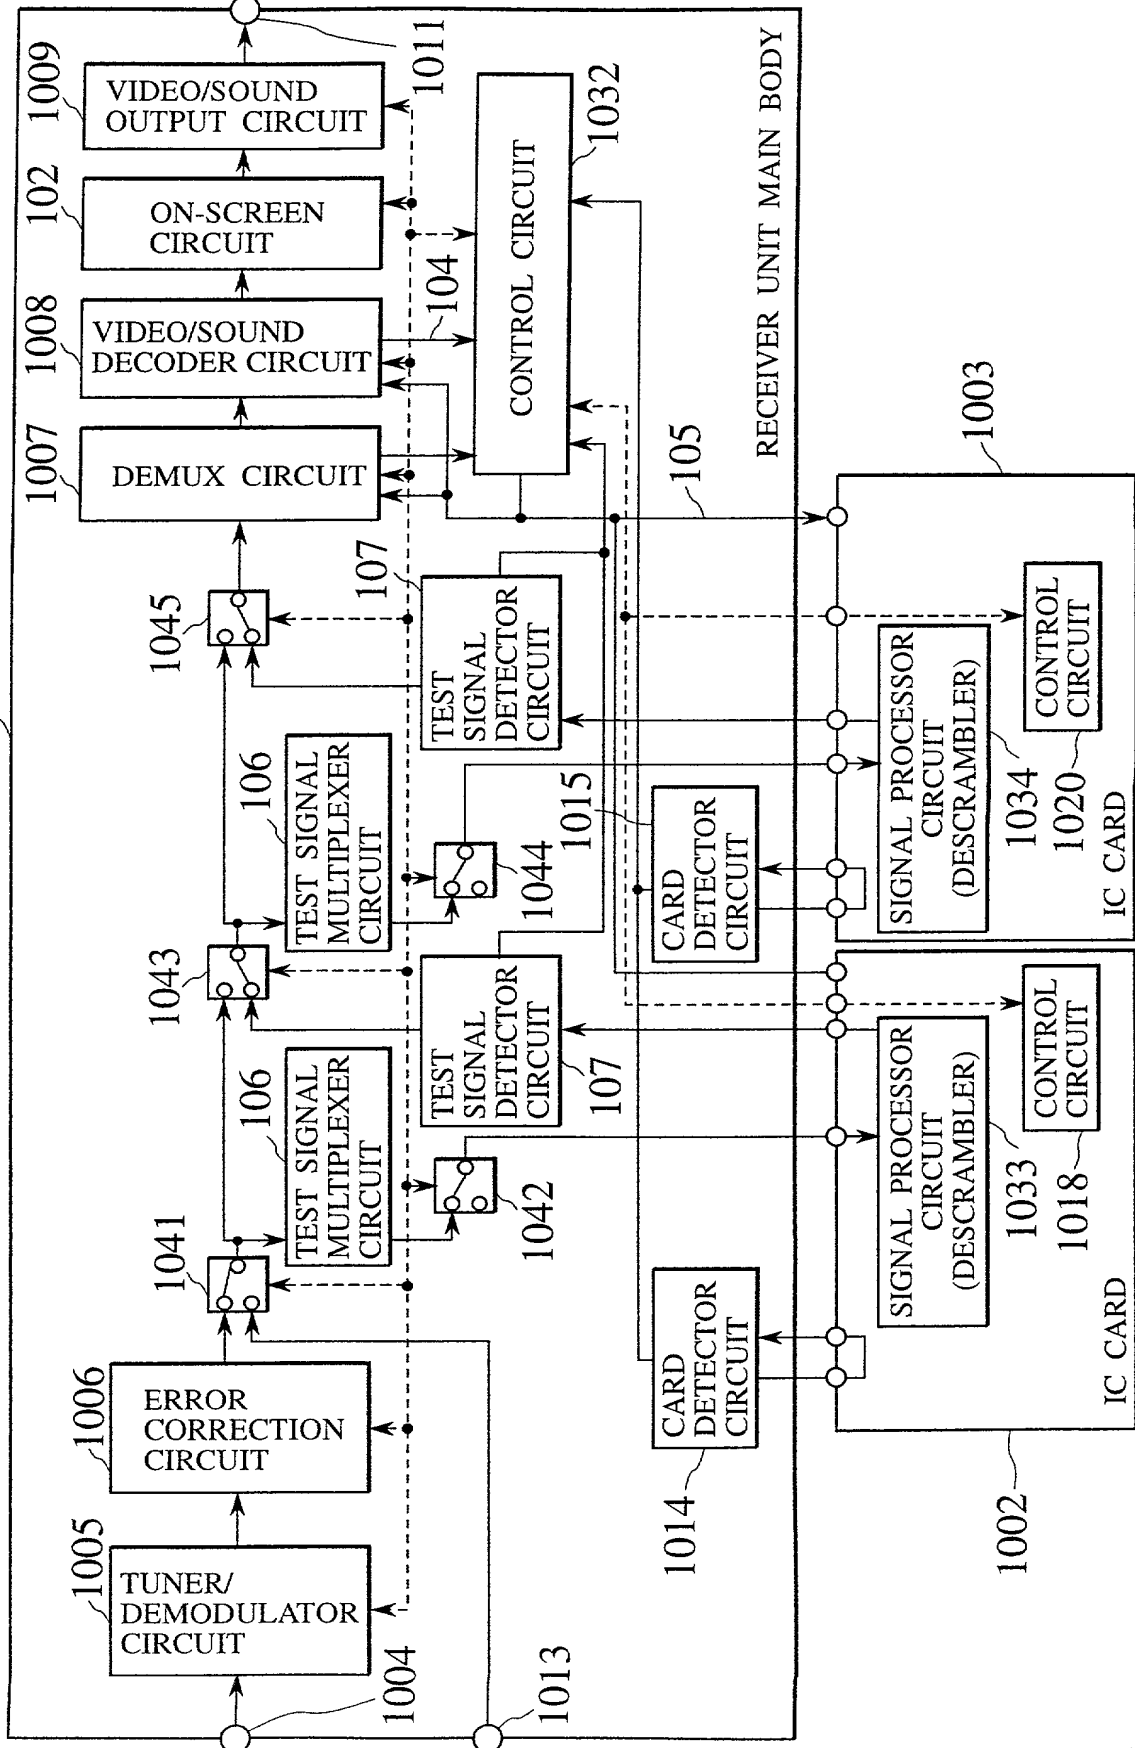 1004
1005
TUNER/
DEMODULATOR
CIRCUIT
1006
ERROR
CORRECTION
CIRCUIT
1013
1041
1042
106
TEST SIGNAL
MULTIPLEXER
CIRCUIT
TEST
SIGNAL
DETECTOR
CIRCUIT
107
1043
1044
106
TEST SIGNAL
MULTIPLEXER
CIRCUIT
107
TEST
SIGNAL
DETECTOR
CIRCUIT
1045
1007
DEMUX CIRCUIT
1008
VIDEO/SOUND
DECODER CIRCUIT
104
102
ON-SCREEN
CIRCUIT
1009
VIDEO/SOUND
OUTPUT CIRCUIT
1011
CONTROL CIRCUIT
1032
105
1014
CARD
DETECTOR
CIRCUIT
1015
CARD
DETECTOR
CIRCUIT
RECEIVER UNIT MAIN BODY
1002
SIGNAL PROCESSOR
CIRCUIT
(DESCRAMBLER)
1033
CONTROL
CIRCUIT
1018
IC CARD
1003
SIGNAL PROCESSOR
CIRCUIT
(DESCRAMBLER)
1034
CONTROL
CIRCUIT
1020
IC CARD